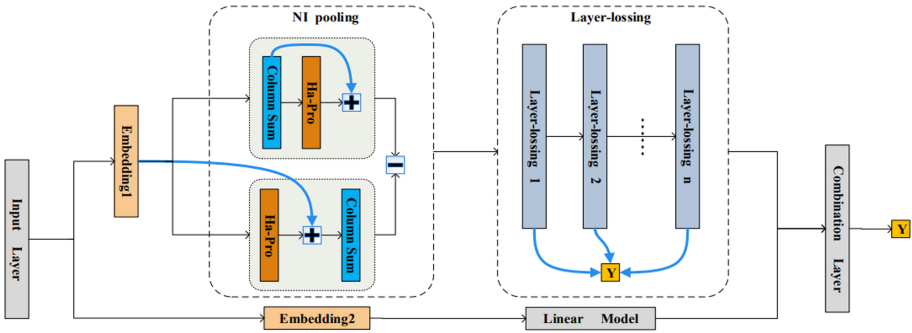 NI pooling
Layer-lossing
Input Layer
Embedding1
Column Sum
Ha-Pro
+
Ha-Pro
+
Column Sum
−
Layer-lossing 1
Layer-lossing 2
......
Layer-lossing n
Y
Combination Layer
Y
Embedding2
Linear Model